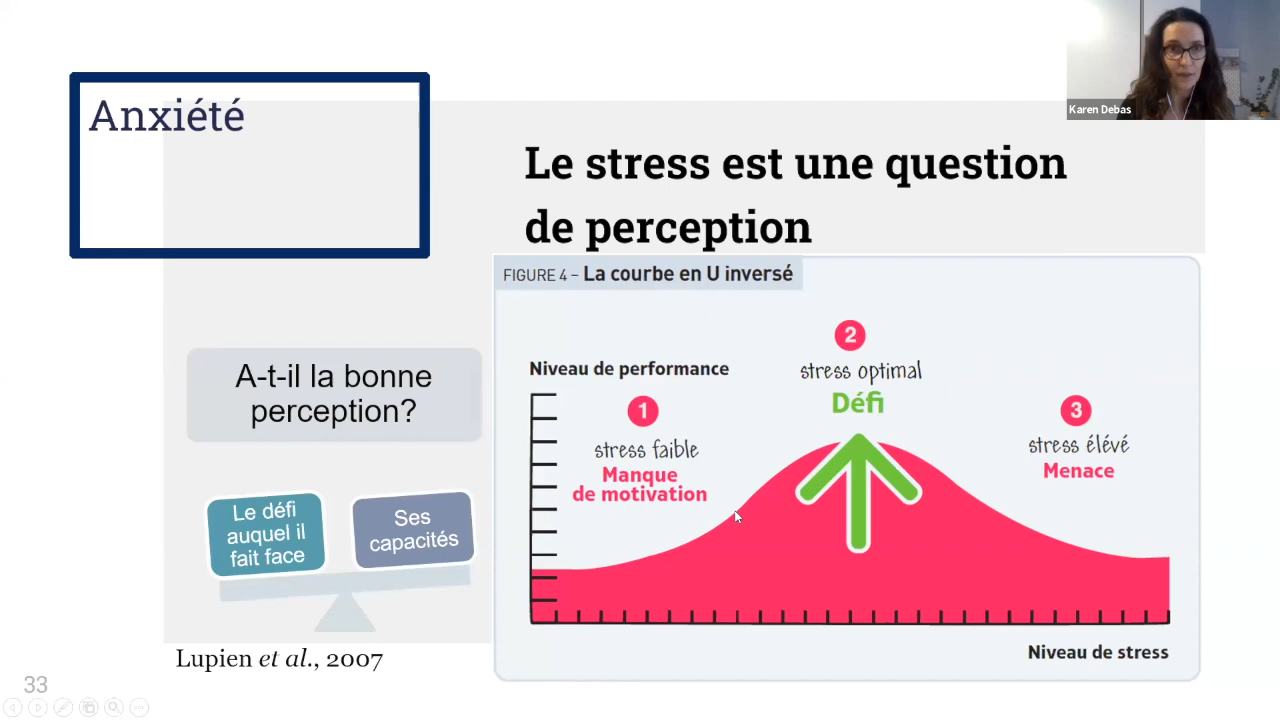 Karen Debas
Anxiété
Le stress est une question
de perception
FIGURE 4 – La courbe en U inversé
A-t-il la bonne
perception?
Le défi
auquel il
fait face
Ses
capacités
Lupien et al., 2007
Niveau de performance
1
stress faible
Manque
de motivation
2
stress optimal
Défi
3
stress élévé
Menace
Niveau de stress
33